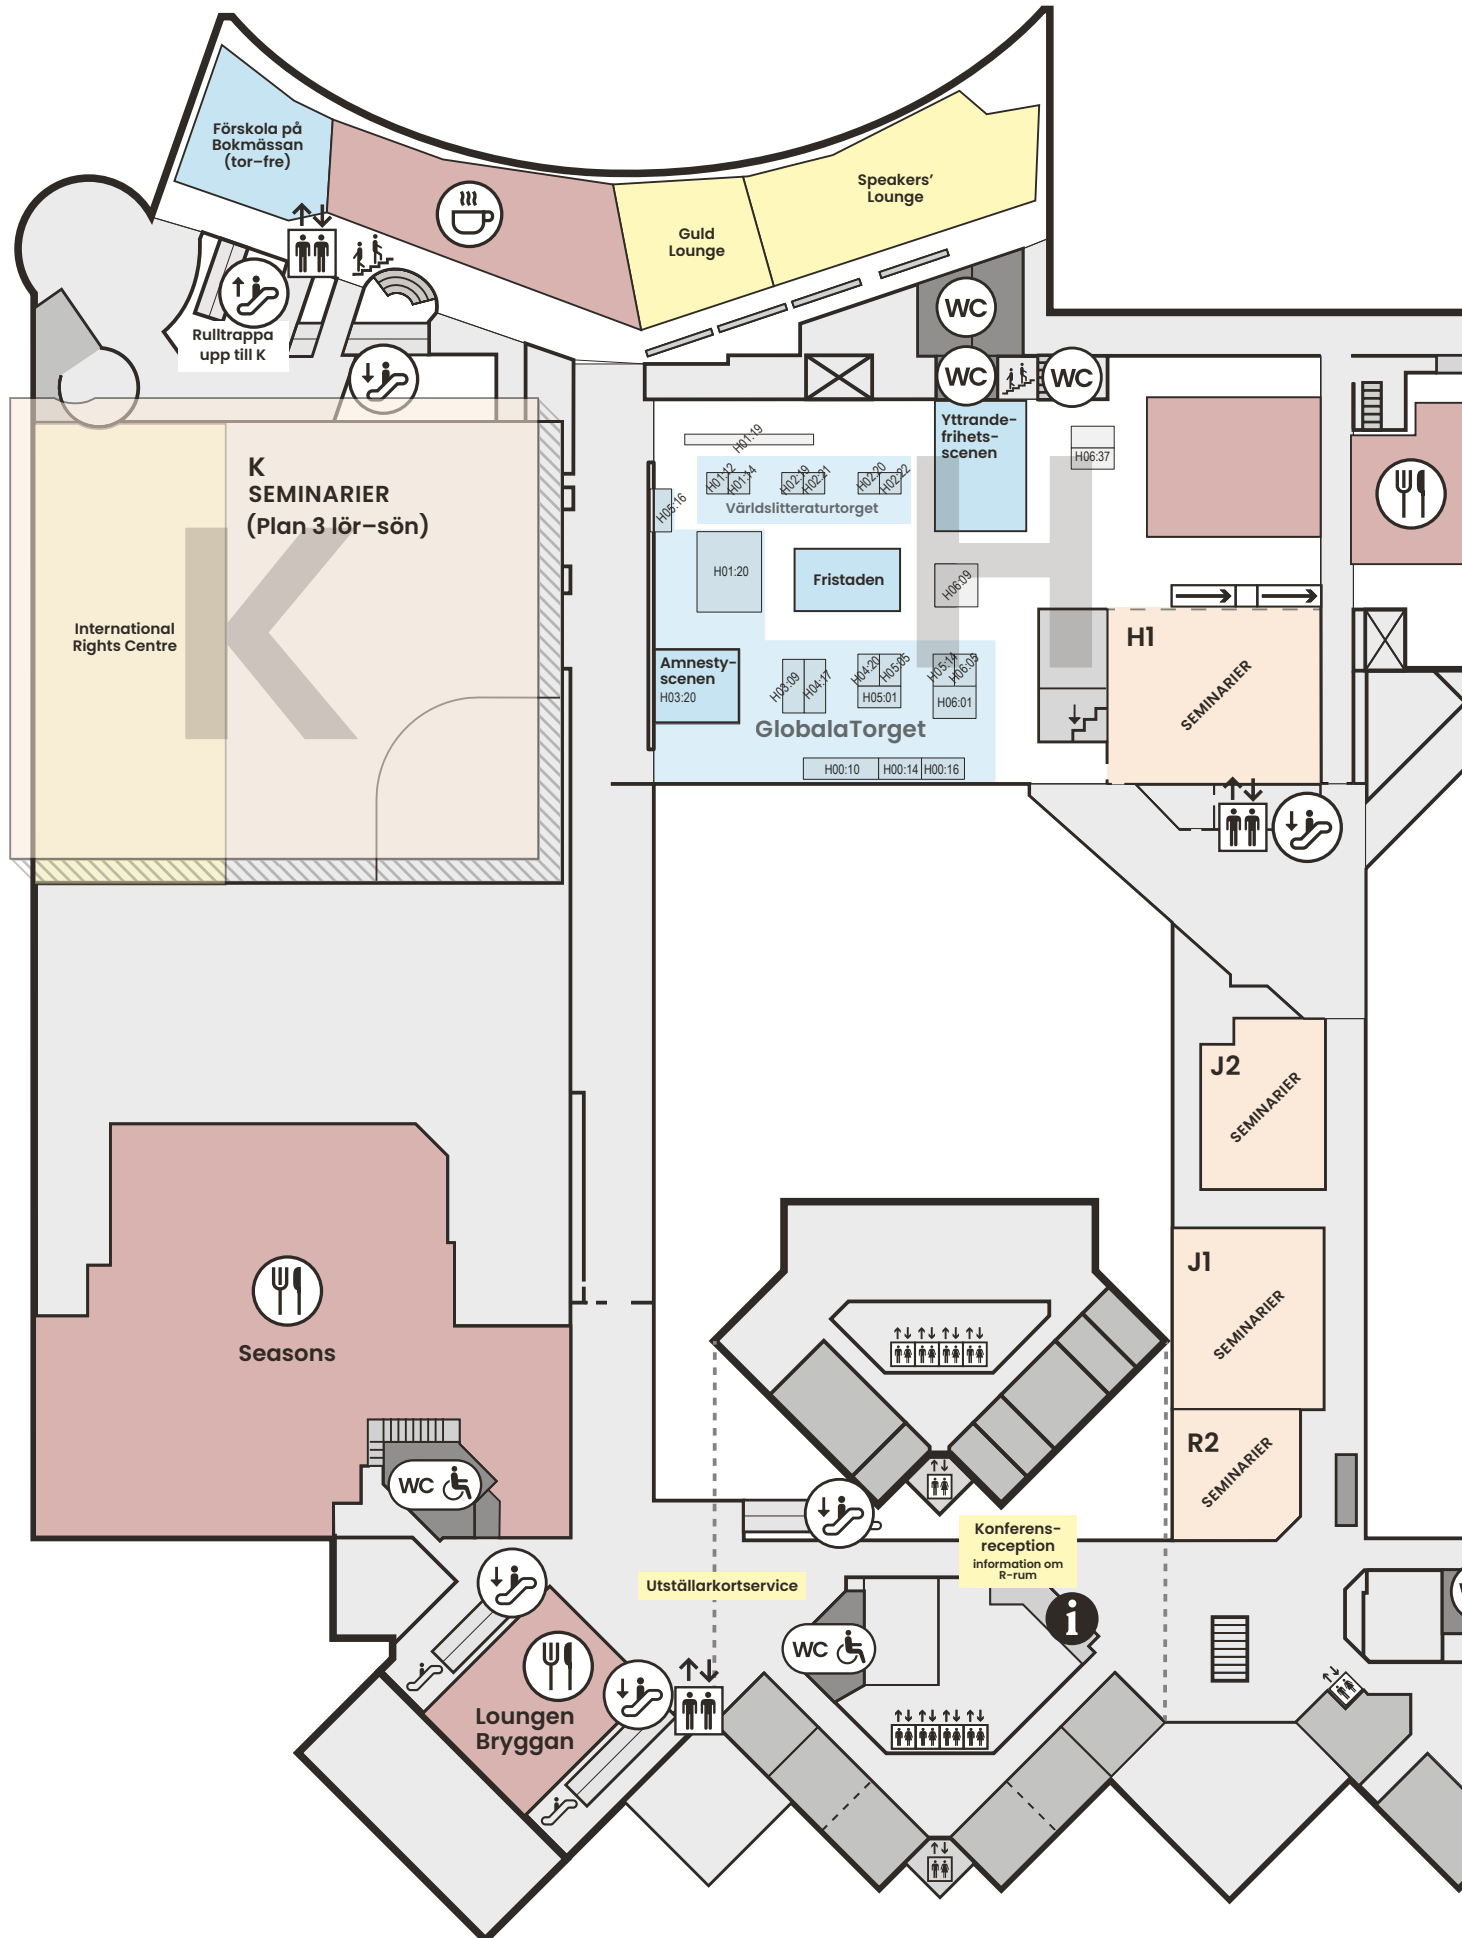 Förskola på
Bokmässan
(tor–fre)
Speakers’
Lounge
Guld
Lounge
WC
Rulltrappa
upp till K
WC
WC
K
SEMINARIER
(Plan 3 lör–sön)
K
International
Rights Centre
H
H01:19
Yttrande-
frihets-
scenen
H06:37
H01:12
H01:14
H02:19
H02:21
H02:20
H02:22
Världslitteraturtorget
H05:16
H01:20
Fristaden
H06:09
H1
SEMINARIER
Amnesty-
scenen
H03:20
H03:09
H04:17
H04:20
H05:05
H05:01
H05:14
H06:05
H06:01
GlobalaTorget
H00:10
H00:14
H00:16
J2
SEMINARIER
J1
SEMINARIER
R2
SEMINARIER
Seasons
WC
Konferens-
reception
information om
R-rum
Utställarkortservice
i
WC
Loungen
Bryggan